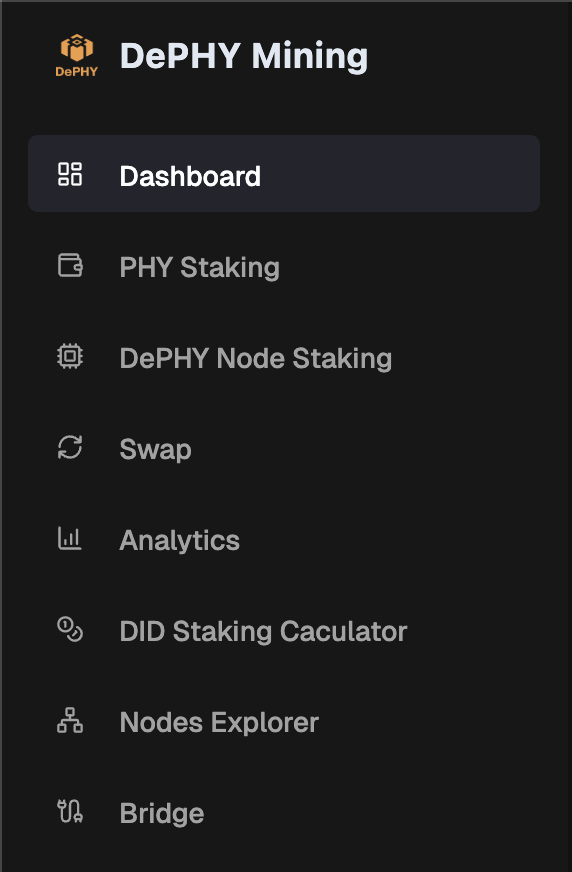 DePHY
DePHY Mining
Dashboard
PHY Staking
DePHY Node Staking
Swap
Analytics
DID Staking Caculator
Nodes Explorer
Bridge